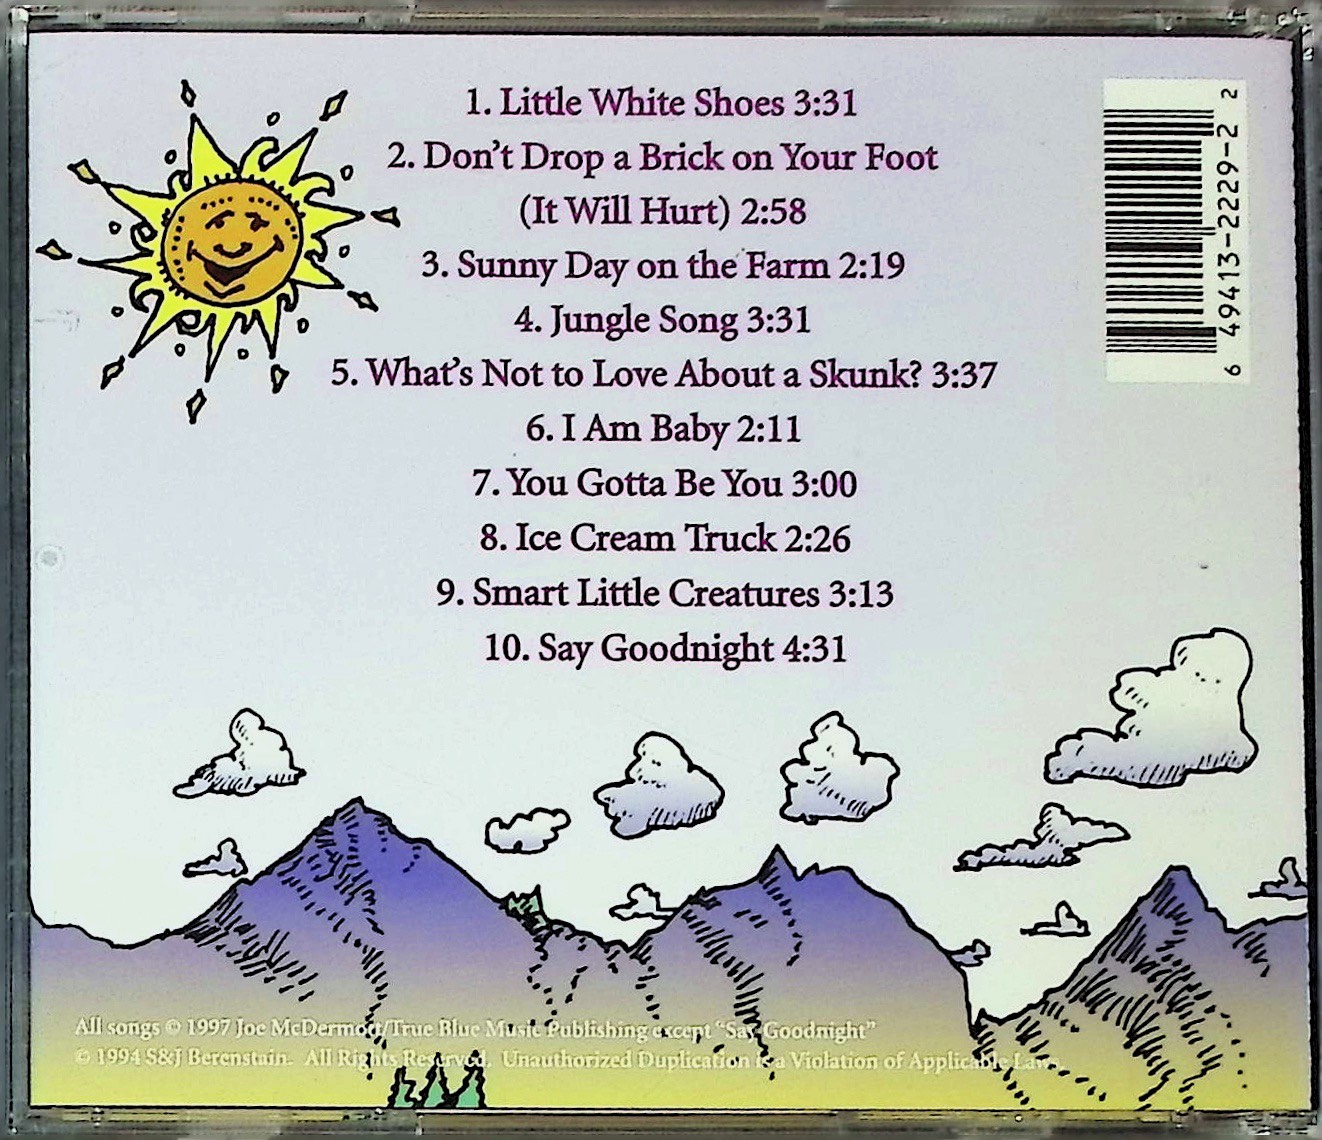 1. Little White Shoes 3:31
2. Don't Drop a Brick on Your Foot
(It Will Hurt) 2:58
3. Sunny Day on the Farm 2:19
4. Jungle Song 3:31
5. What's Not to Love About a Skunk? 3:37
6. I Am Baby 2:11
7. You Gotta Be You 3:00
8. Ice Cream Truck 2:26
9. Smart Little Creatures 3:13
10. Say Goodnight 4:31
6 49413-2229-2 2
All songs © 1997 Joe McDermott/True Blue Music Publishing except “Say Goodnight”
© 1994 S&J Berenstain. All Rights Reserved. Unauthorized Duplication is a Violation of Applicable Laws.